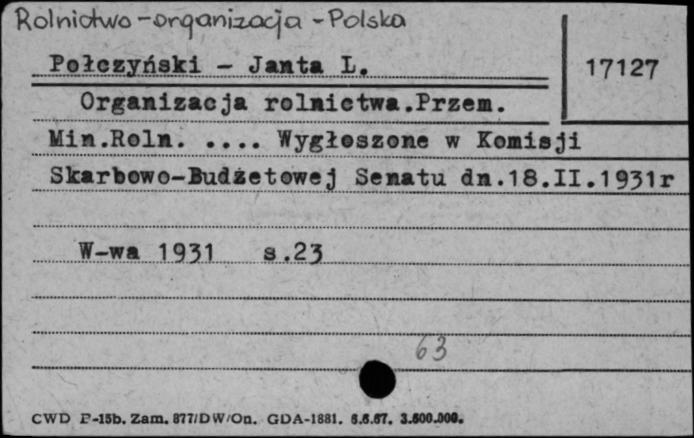 Rolnictwo-organizacja-Polska
Połczyński - Janta L.
17127
Organizacja rolnictwa.Przem.
Min.Roln. .... Wygłoszone w Komisji
Skarbowo-Budżetowej Senatu dn.18.II.1931r
W-wa 1931 s.23
63
CWD P-15b. Zam. 877/DW/On. GDA-1881. 6.6.67. 3.500.000.